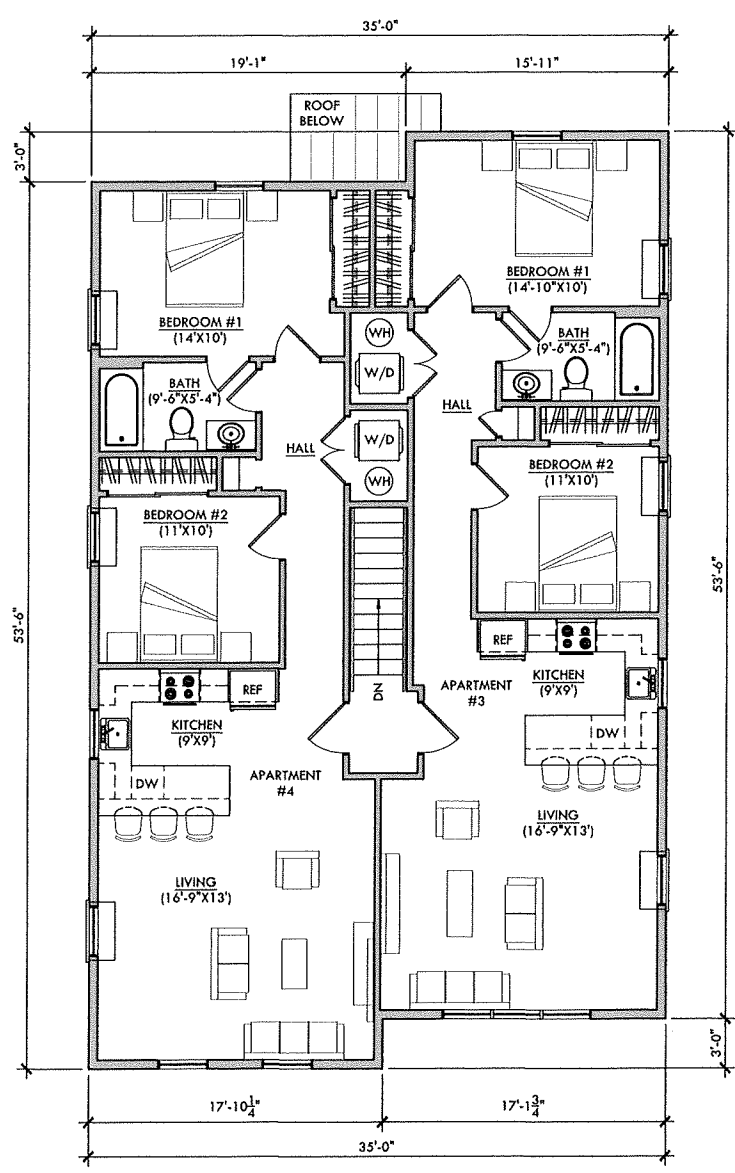 35'-0"
19'-1"
15'-11"
ROOF
BELOW
3'-0"
BEDROOM #1
(14'-10"X10')
BEDROOM #1
(14'X10')
WH
W/D
BATH
(9'-6"X5'-4")
BATH
(9'-6"X5'-4")
HALL
HALL
W/D
WH
BEDROOM #2
(11'X10')
BEDROOM #2
(11'X10')
53'-6"
53'-6"
REF
KITCHEN
(9'X9')
APARTMENT
#3
DN
REF
KITCHEN
(9'X9')
DW
DW
APARTMENT
#4
LIVING
(16'-9"X13')
LIVING
(16'-9"X13')
3'-0"
17'-10 1/4"
17'-1 3/4"
35'-0"